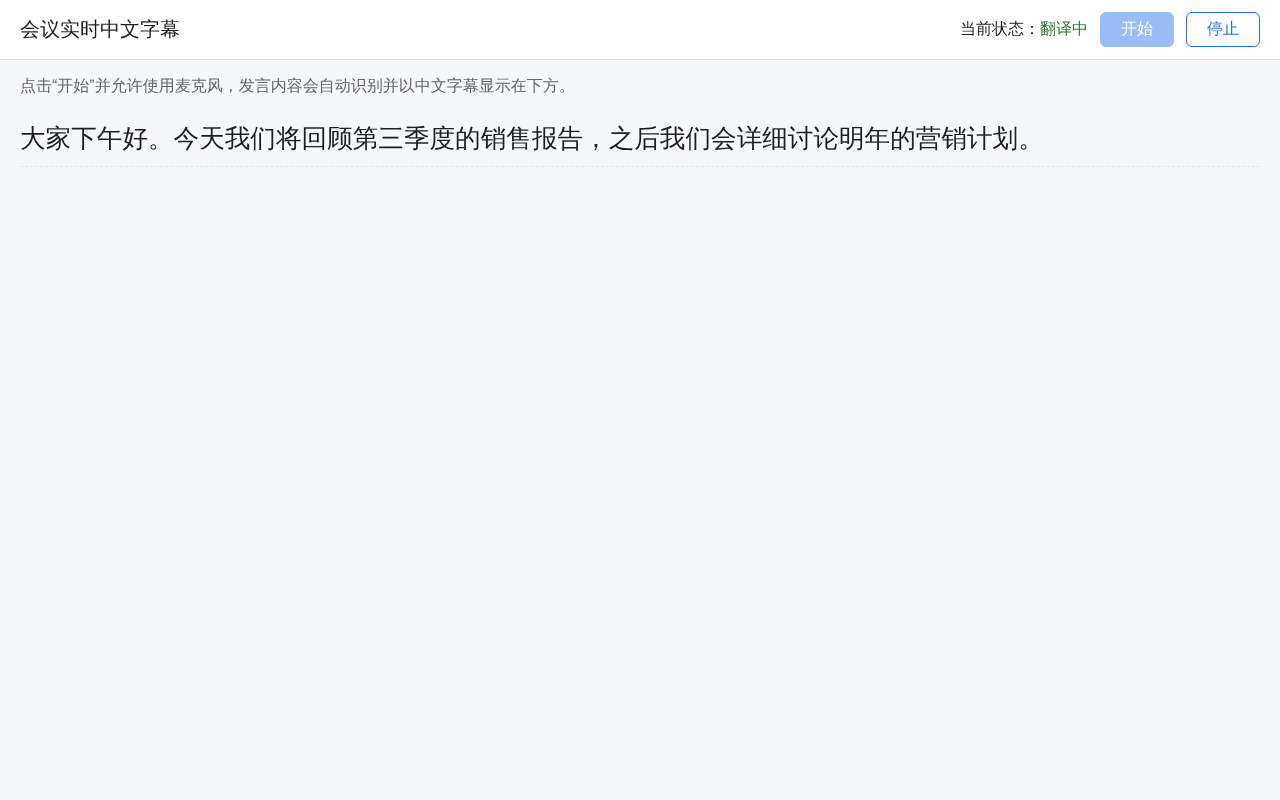 会议实时中文字幕
当前状态：翻译中
开始
停止
点击“开始”并允许使用麦克风，发言内容会自动识别并以中文字幕显示在下方。
大家下午好。今天我们将回顾第三季度的销售报告，之后我们会详细讨论明年的营销计划。